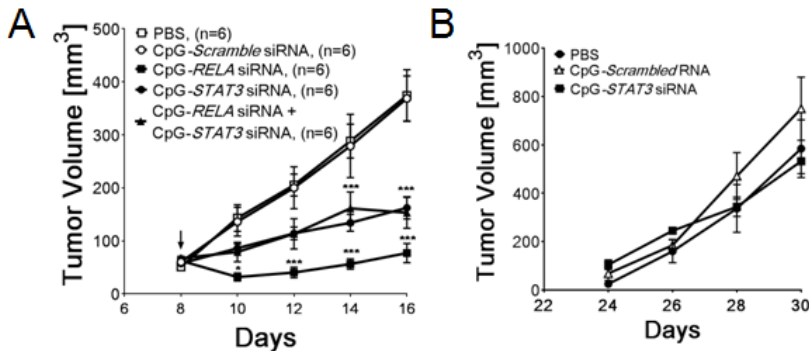 A
PBS, (n=6)
CpG-Scramble siRNA, (n=6)
CpG-RELA siRNA, (n=6)
CpG-STAT3 siRNA, (n=6)
CpG-RELA siRNA +
CpG-STAT3 siRNA, (n=6)
Tumor Volume [mm3]
500
400
300
200
100
0
*
***
***
***
***
***
6
8
10
12
14
16
Days
B
PBS
CpG-Scrambled RNA
CpG-STAT3 siRNA
Tumor Volume [mm3]
1000
800
600
400
200
0
22
24
26
28
30
Days